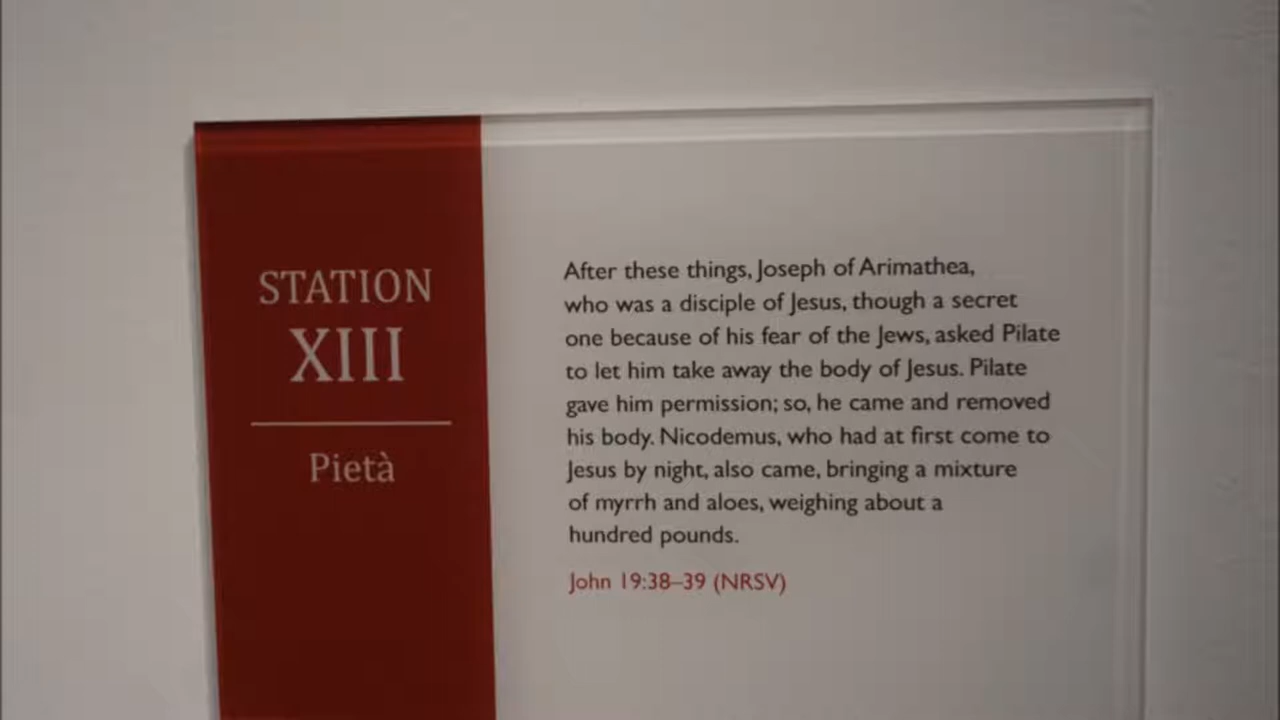 STATION
XIII
Pietà
After these things, Joseph of Arimathea,
who was a disciple of Jesus, though a secret
one because of his fear of the Jews, asked Pilate
to let him take away the body of Jesus. Pilate
gave him permission; so, he came and removed
his body. Nicodemus, who had at first come to
Jesus by night, also came, bringing a mixture
of myrrh and aloes, weighing about a
hundred pounds.
John 19:38–39 (NRSV)